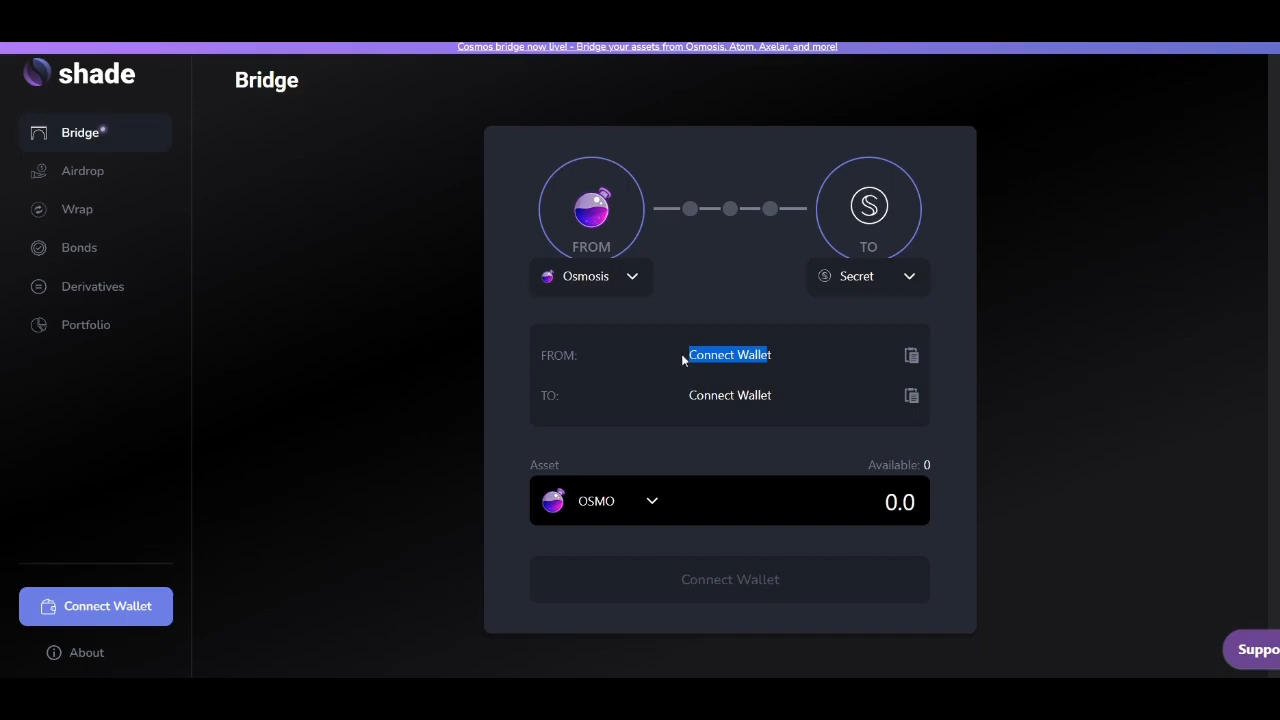 Cosmos bridge now live! - Bridge your assets from Osmosis, Atom, Axelar, and more!
shade
Bridge
Bridge
Airdrop
Wrap
Bonds
Derivatives
Portfolio
Connect Wallet
About
FROM
TO
Osmosis
Secret
FROM:
Connect Wallet
TO:
Connect Wallet
Asset
Available: 0
OSMO
0.0
Connect Wallet
Suppo